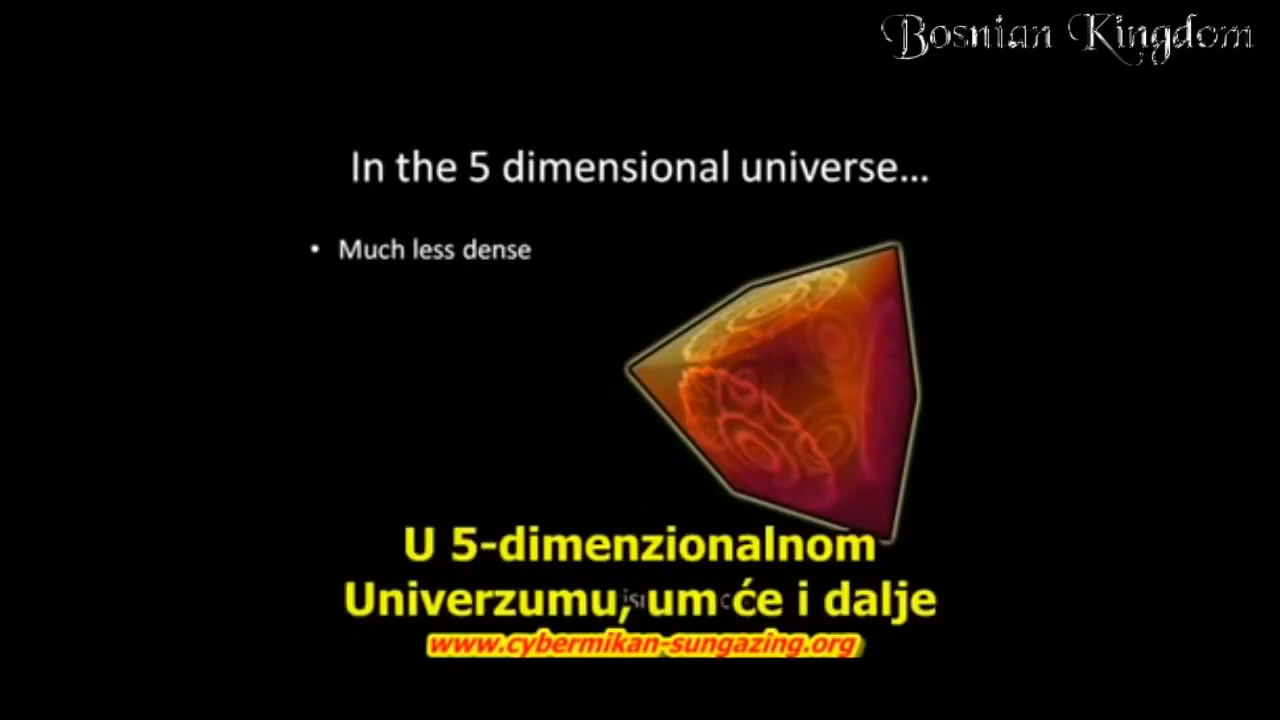 Bosnian Kingdom
In the 5 dimensional universe...
• Much less dense
U 5-dimenzionalnom
Univerzumu, um će i dalje
www.cybermikan-sungazing.org